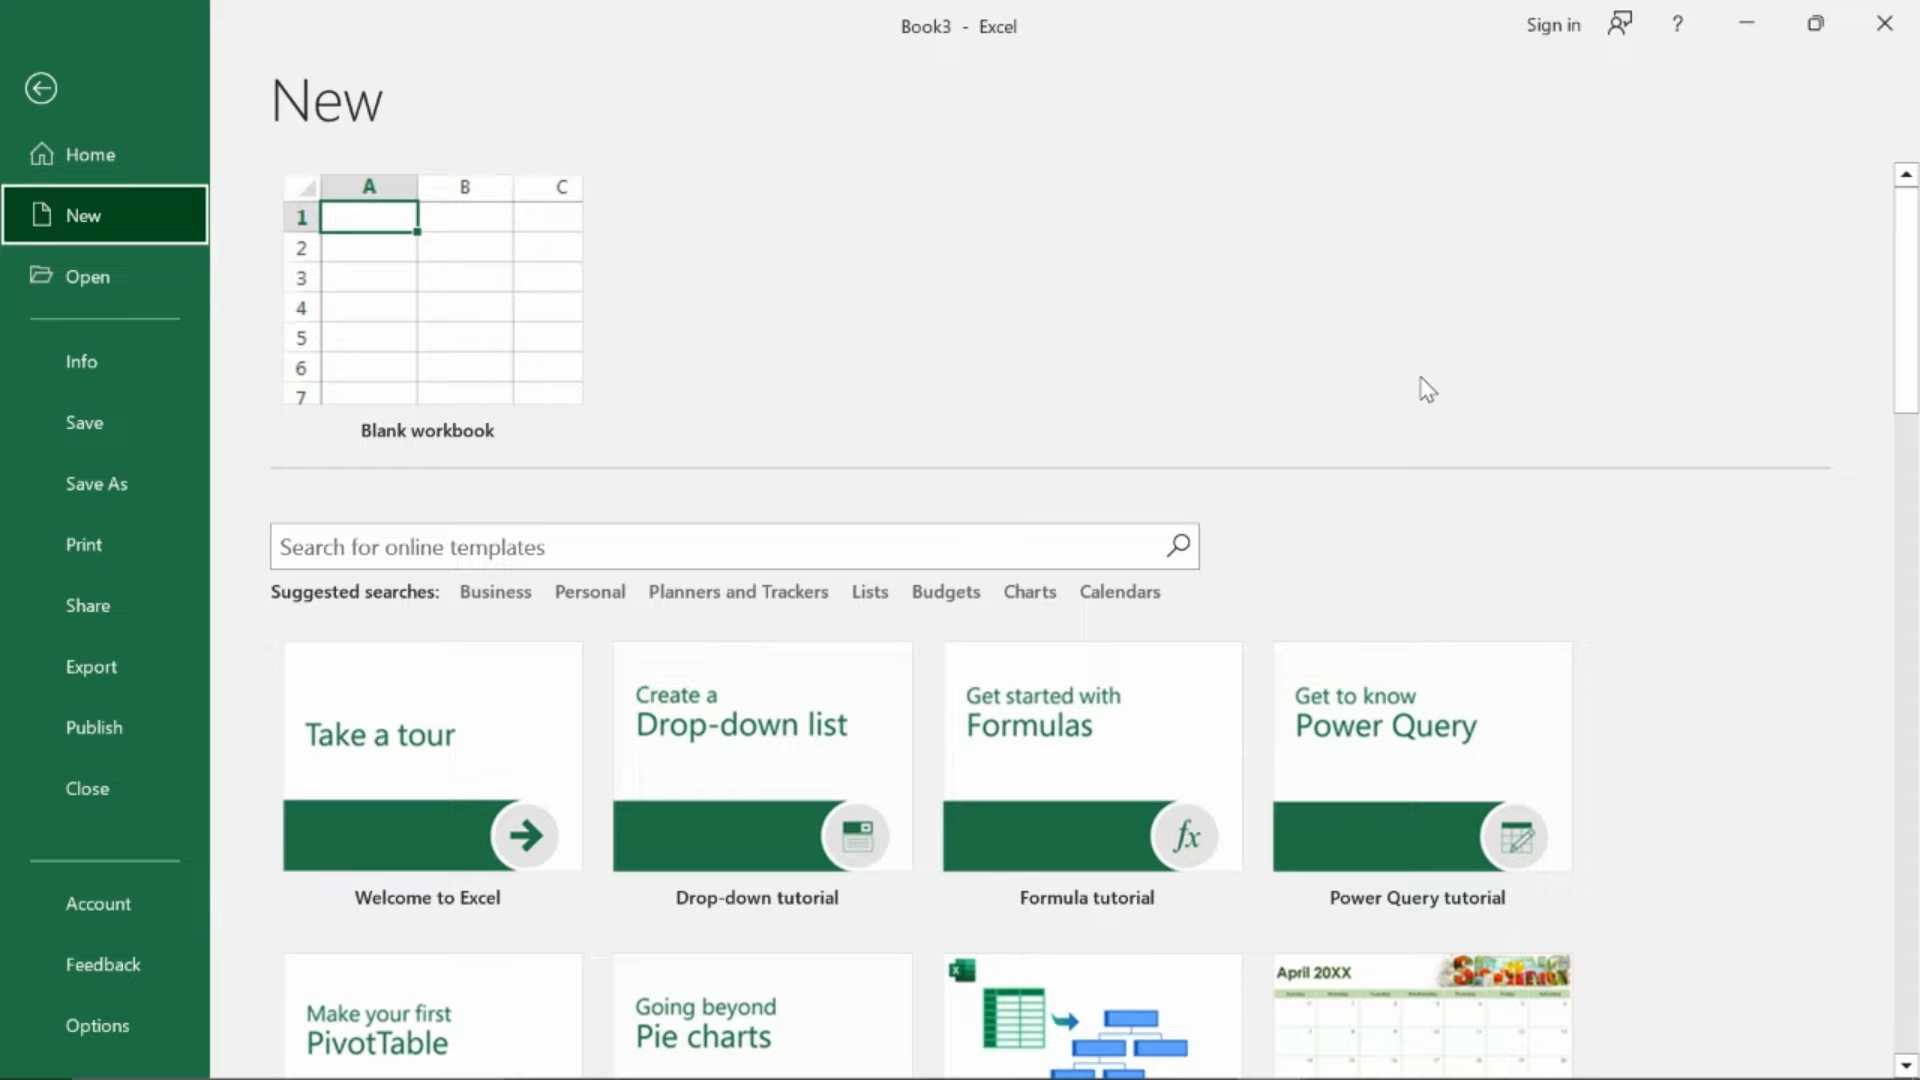 Book3 - Excel
Sign in
?
New
Home
New
Open
Info
Save
Save As
Print
Share
Export
Publish
Close
Account
Feedback
Options
A B C
1
2
3
4
5
6
7
Blank workbook
Search for online templates
Suggested searches: Business Personal Planners and Trackers Lists Budgets Charts Calendars
Take a tour
Welcome to Excel
Create a
Drop-down list
Drop-down tutorial
Get started with
Formulas
fx
Formula tutorial
Get to know
Power Query
Power Query tutorial
Make your first
PivotTable
Going beyond
Pie charts
April 20XX